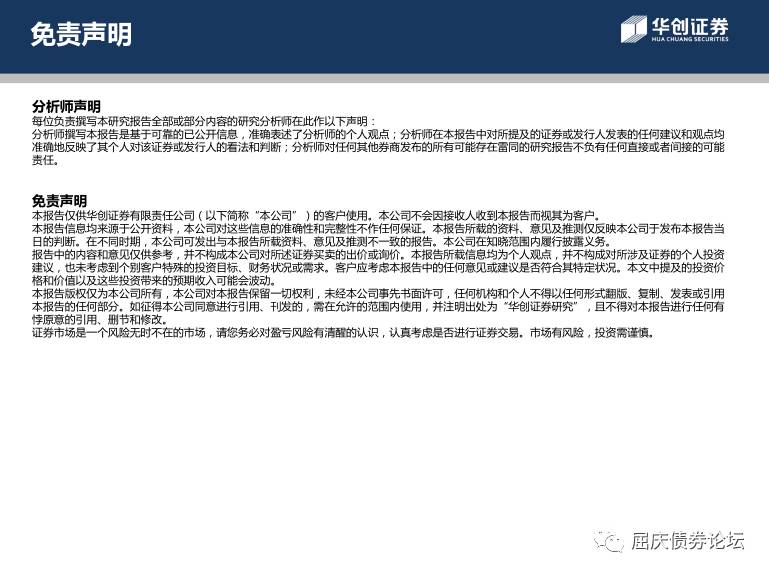 免责声明
华创证券
HUA CHUANG SECURITIES
分析师声明
每位负责撰写本研究报告全部或部分内容的研究分析师在此作以下声明：
分析师撰写本报告是基于可靠的已公开信息，准确表述了分析师的个人观点；分析师在本报告中对所提及的证券或发行人发表的任何建议和观点均
准确地反映了其个人对该证券或发行人的看法和判断；分析师对任何其他券商发布的所有可能存在雷同的研究报告不负有任何直接或者间接的可能
责任。
免责声明
本报告仅供华创证券有限责任公司（以下简称“本公司”）的客户使用。本公司不会因接收人收到本报告而视其为客户。
本报告信息均来源于公开资料，本公司对这些信息的准确性和完整性不作任何保证。本报告所载的资料、意见及推测仅反映本公司于发布本报告当
日的判断。在不同时期，本公司可发出与本报告所载资料、意见及推测不一致的报告。本公司在知晓范围内履行披露义务。
报告中的内容和意见仅供参考，并不构成本公司对所述证券买卖的出价或询价。本报告所载信息均为个人观点，并不构成对所涉及证券的个人投资
建议，也未考虑到个别客户特殊的投资目标、财务状况或需求。客户应考虑本报告中的任何意见或建议是否符合其特定状况。本文中提及的投资价
格和价值以及这些投资带来的预期收入可能会波动。
本报告版权仅为本公司所有，本公司对本报告保留一切权利，未经本公司事先书面许可，任何机构和个人不得以任何形式翻版、复制、发表或引用
本报告的任何部分。如征得本公司同意进行引用、刊发的，需在允许的范围内使用，并注明出处为“华创证券研究”，且不得对本报告进行任何有
悖原意的引用、删节和修改。
证券市场是一个风险无时不在的市场，请您务必对盈亏风险有清醒的认识，认真考虑是否进行证券交易。市场有风险，投资需谨慎。
屈庆债券论坛